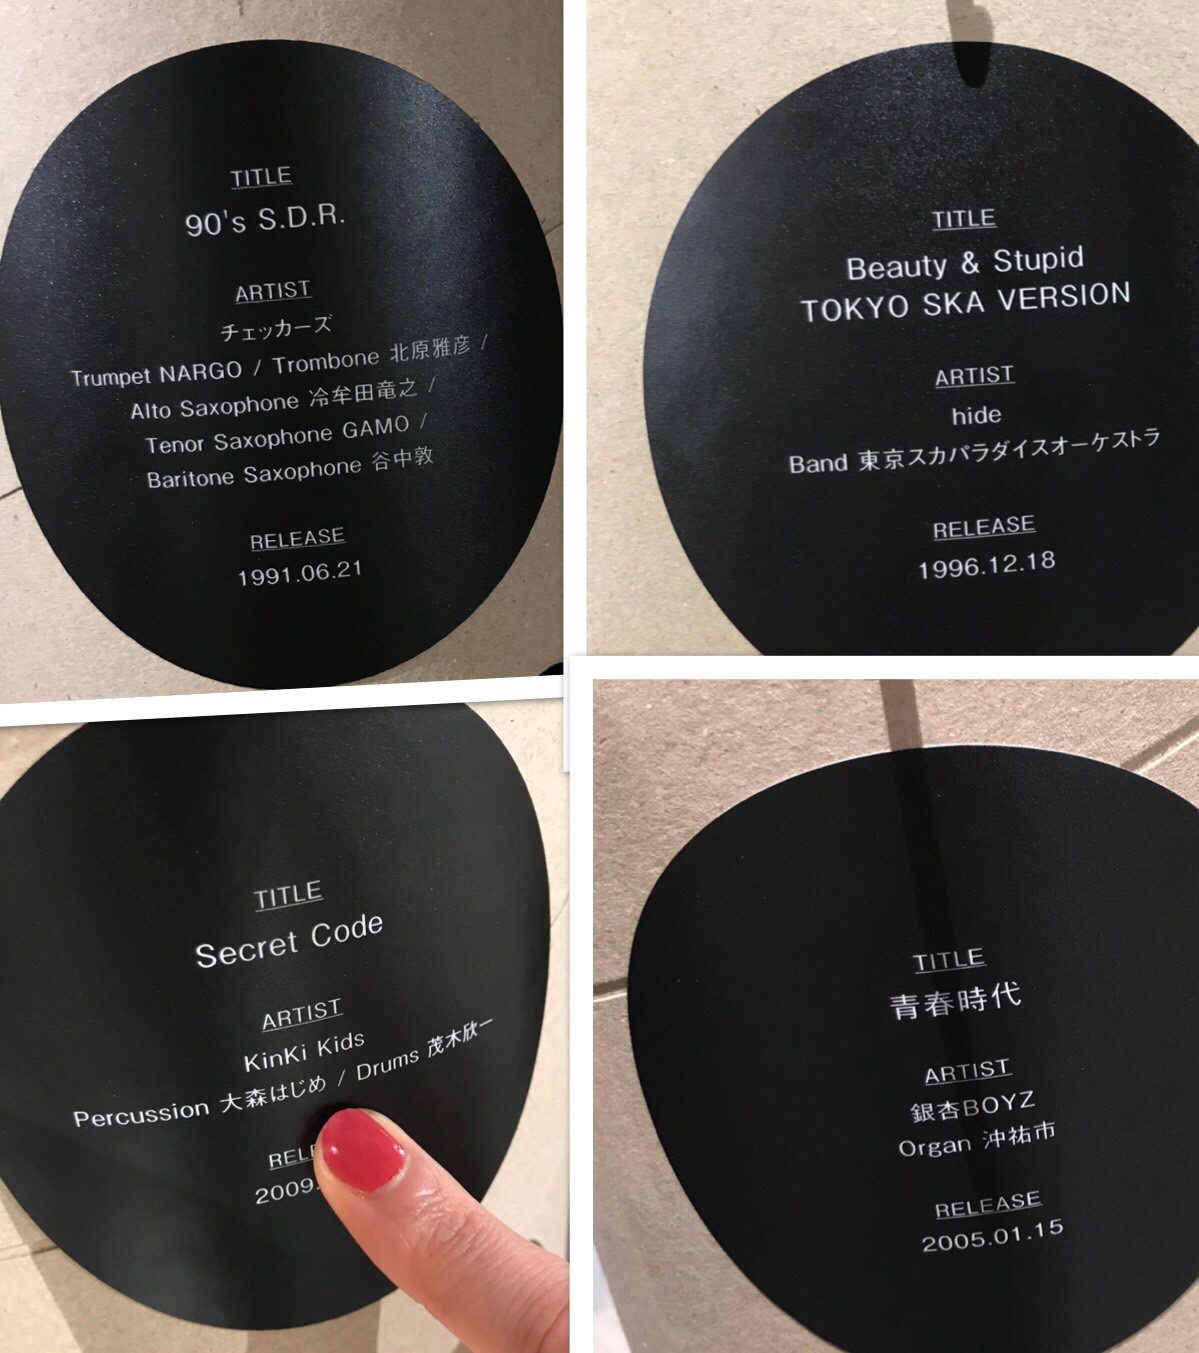 TITLE
90's S.D.R.
ARTIST
チェッカーズ
Trumpet NARGO / Trombone 北原雅彦 /
Alto Saxophone 冷牟田竜之 /
Tenor Saxophone GAMO /
Baritone Saxophone 谷中敦
RELEASE
1991.06.21
TITLE
Beauty & Stupid
TOKYO SKA VERSION
ARTIST
hide
Band 東京スカパラダイスオーケストラ
RELEASE
1996.12.18
TITLE
Secret Code
ARTIST
KinKi Kids
Percussion 大森はじめ / Drums 茂木欣一
REL
2009.
TITLE
青春時代
ARTIST
銀杏BOYZ
Organ 沖祐市
RELEASE
2005.01.15